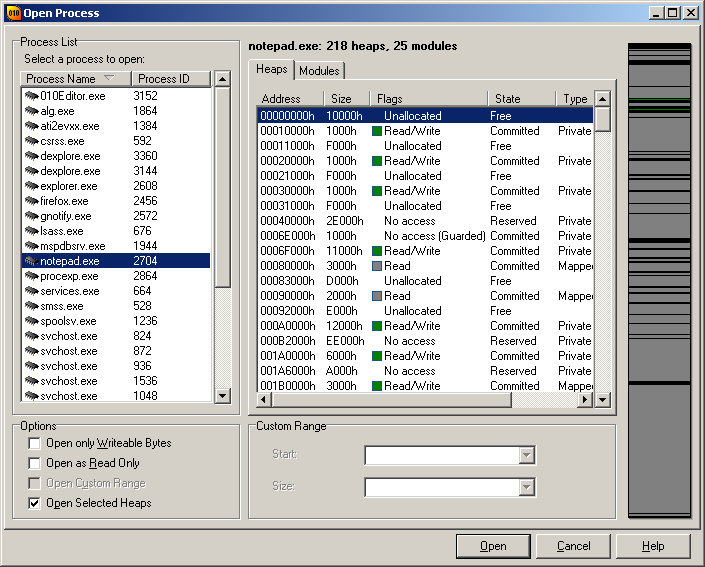 010 Open Process
Process List
Select a process to open:
Process Name Process ID
010Editor.exe 3152
alg.exe 1864
ati2evxx.exe 1384
csrss.exe 592
dexplore.exe 3360
dexplore.exe 3144
explorer.exe 2608
firefox.exe 2456
gnotify.exe 2572
lsass.exe 676
mspdbsrv.exe 1944
notepad.exe 2704
procexp.exe 2864
services.exe 664
smss.exe 528
spoolsv.exe 1236
svchost.exe 824
svchost.exe 872
svchost.exe 936
svchost.exe 1536
svchost.exe 1048
notepad.exe: 218 heaps, 25 modules
Heaps Modules
Address Size Flags State Type
00000000h 10000h Unallocated Free
00010000h 1000h Read/Write Committed Private
00011000h F000h Unallocated Free
00020000h 1000h Read/Write Committed Private
00021000h F000h Unallocated Free
00030000h 1000h Read/Write Committed Private
00031000h F000h Unallocated Free
00040000h 2E000h No access Reserved Private
0006E000h 1000h No access (Guarded) Committed Private
0006F000h 11000h Read/Write Committed Private
00080000h 3000h Read Committed Mapped
00083000h D000h Unallocated Free
00090000h 2000h Read Committed Mapped
00092000h E000h Unallocated Free
000A0000h 12000h Read/Write Committed Private
000B2000h EE000h No access Reserved Private
001A0000h 6000h Read/Write Committed Private
001A6000h A000h No access Reserved Private
001B0000h 3000h Read/Write Committed Mapped
Options
Open only Writeable Bytes
Open as Read Only
Open Custom Range
Open Selected Heaps
Custom Range
Start:
Size:
Open Cancel Help